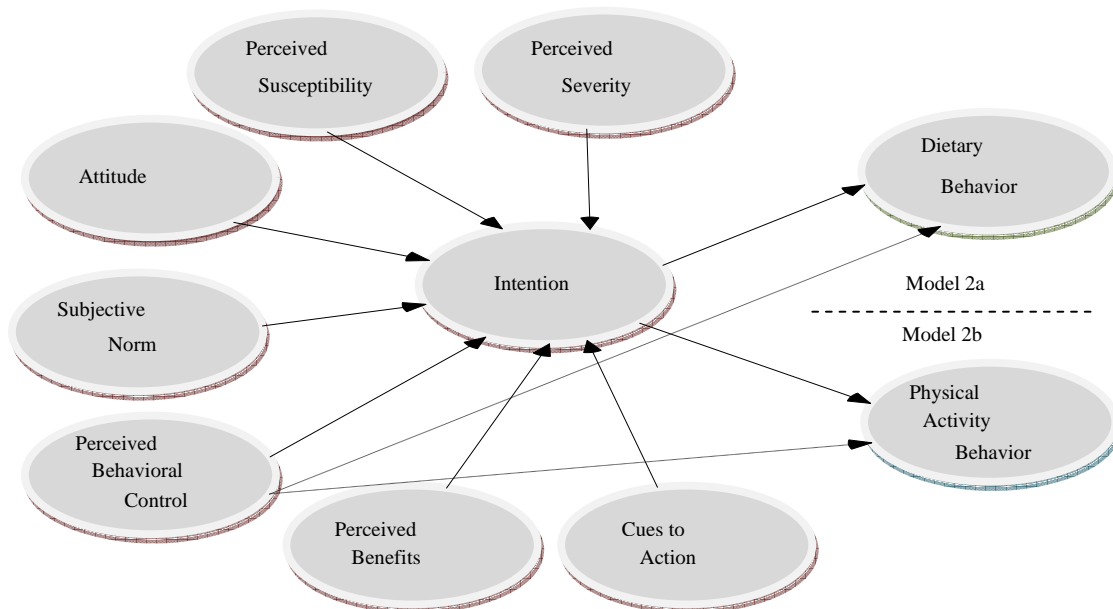 Perceived
Susceptibility
Perceived
Severity
Dietary
Behavior
Attitude
Intention
Model 2a
Subjective
Norm
Model 2b
Physical
Activity
Behavior
Perceived
Behavioral
Control
Perceived
Benefits
Cues to
Action